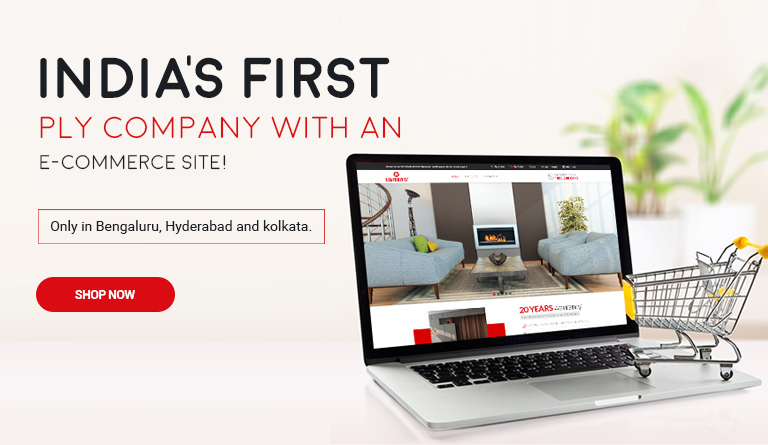 INDIA'S FIRST
PLY COMPANY WITH AN
E-COMMERCE SITE!
Only in Bengaluru, Hyderabad and kolkata.
SHOP NOW
20 YEARS